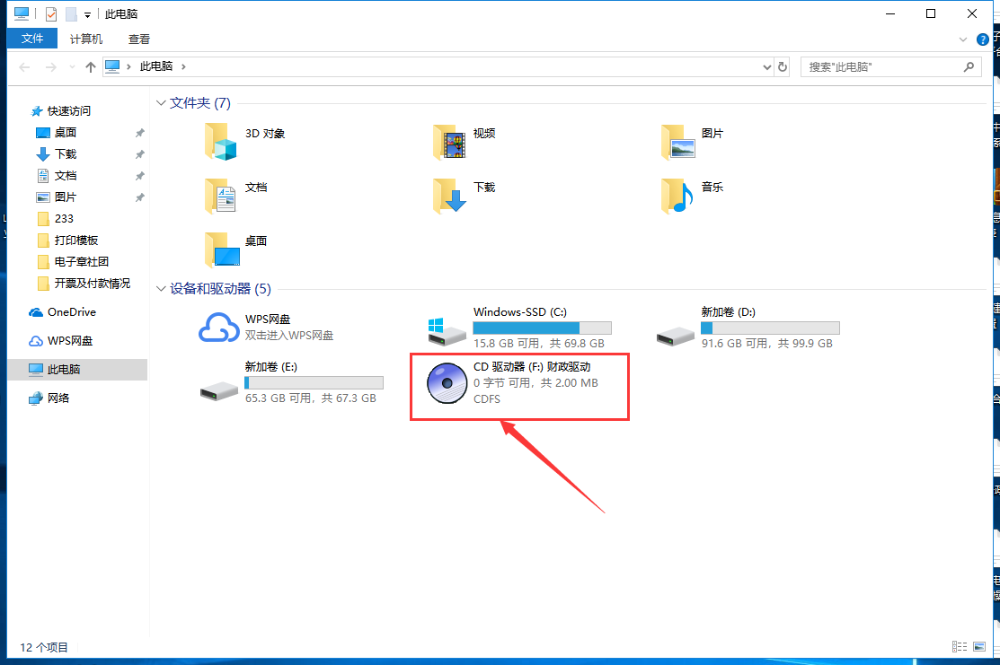 此电脑
文件 计算机 查看
此电脑
搜索"此电脑"
快速访问
桌面
下载
文档
图片
233
打印模板
电子章社团
开票及付款情况
OneDrive
WPS网盘
此电脑
网络
文件夹 (7)
3D 对象
视频
图片
文档
下载
音乐
桌面
设备和驱动器 (5)
WPS网盘
双击进入WPS网盘
Windows-SSD (C:)
15.8 GB 可用，共 69.8 GB
新加卷 (D:)
91.6 GB 可用，共 99.9 GB
新加卷 (E:)
65.3 GB 可用，共 67.3 GB
CD 驱动器 (F:) 财政驱动
0 字节 可用，共 2.00 MB
CDFS
12 个项目